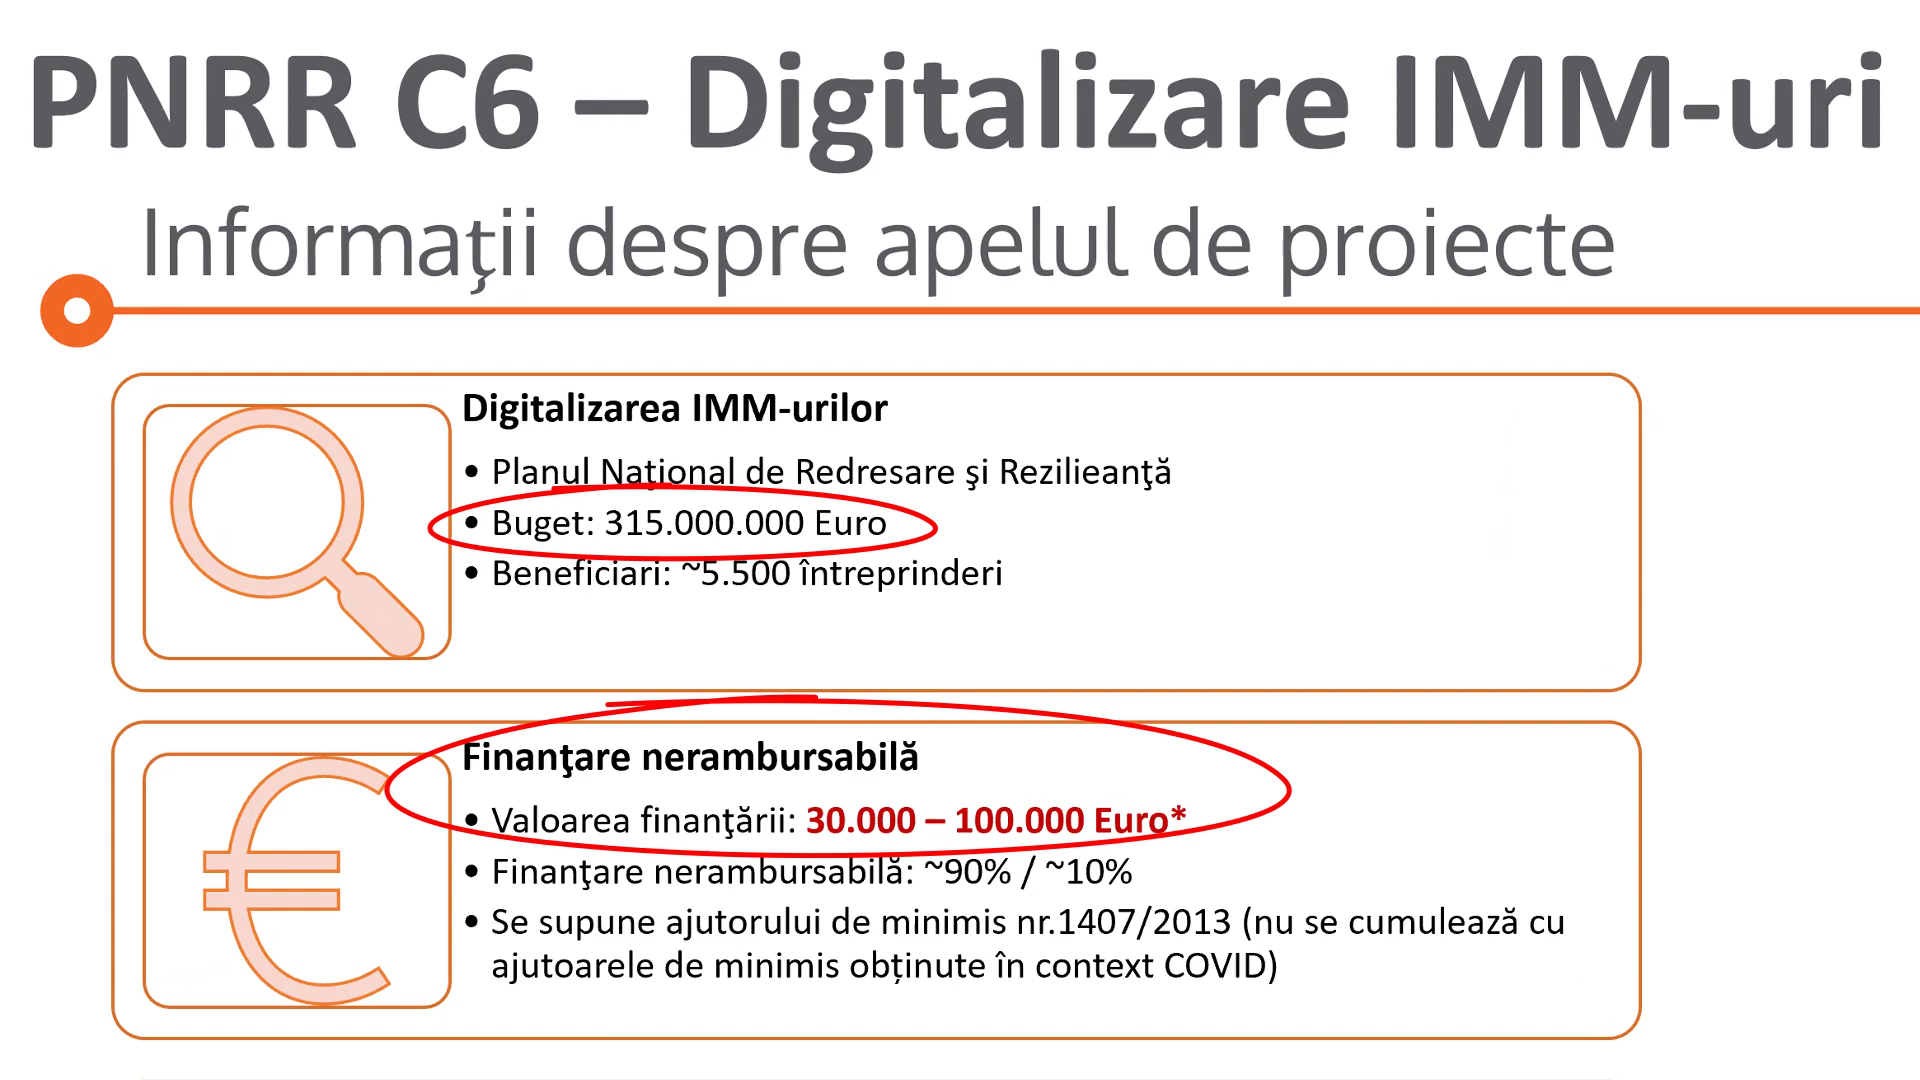 PNRR C6 – Digitalizare IMM-uri
Informaţii despre apelul de proiecte
Digitalizarea IMM-urilor
• Planul Naţional de Redresare şi Rezilieanţă
• Buget: 315.000.000 Euro
• Beneficiari: ~5.500 întreprinderi
Finanţare nerambursabilă
• Valoarea finanţării: 30.000 – 100.000 Euro*
• Finanţare nerambursabilă: ~90% / ~10%
• Se supune ajutorului de minimis nr.1407/2013 (nu se cumulează cu
ajutoarele de minimis obținute în context COVID)